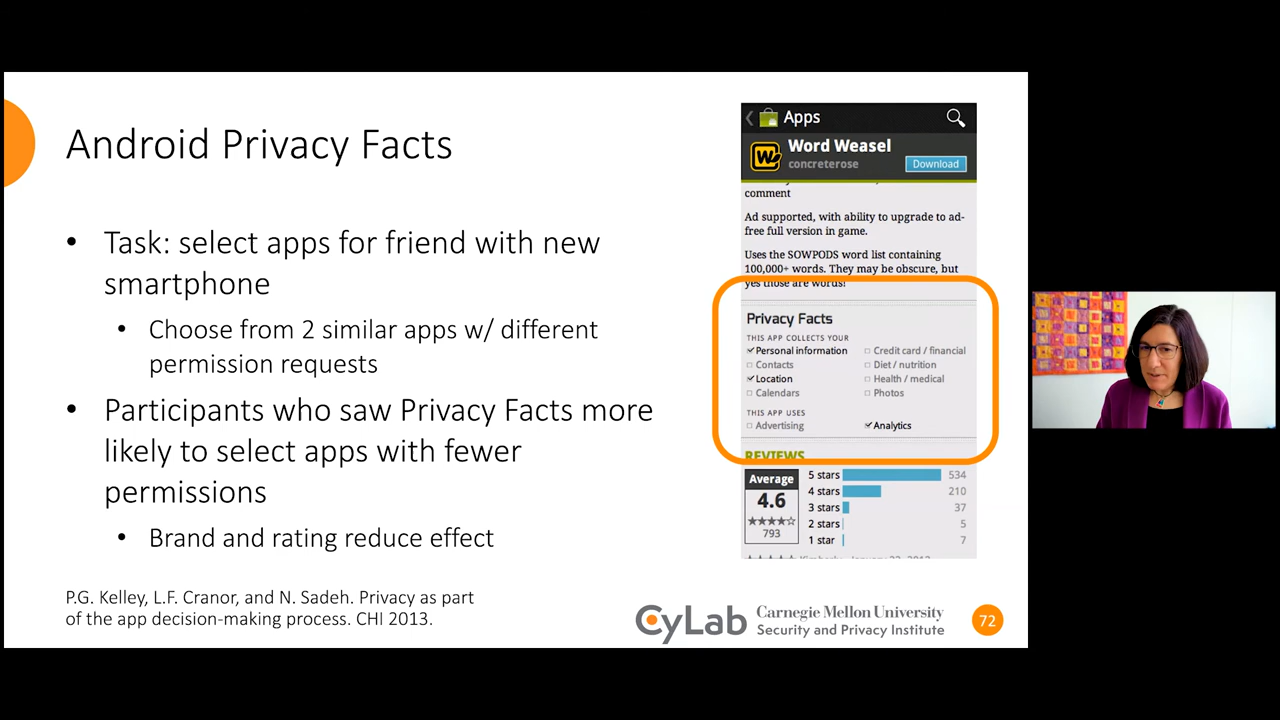 Android Privacy Facts
• Task: select apps for friend with new
smartphone
• Choose from 2 similar apps w/ different
permission requests
• Participants who saw Privacy Facts more
likely to select apps with fewer
permissions
• Brand and rating reduce effect
P.G. Kelley, L.F. Cranor, and N. Sadeh. Privacy as part
of the app decision-making process. CHI 2013.
Apps
Word Weasel
concreterose
Download
comment
Ad supported, with ability to upgrade to ad-
free full version in game.
Uses the SOWPODS word list containing
100,000+ words. They may be obscure, but
yes those are words!
Privacy Facts
THIS APP COLLECTS YOUR
Personal information
Credit card / financial
Contacts
Diet / nutrition
Location
Health / medical
Calendars
Photos
THIS APP USES
Advertising
Analytics
REVIEWS
Average
4.6
793
5 stars 534
4 stars 210
3 stars 37
2 stars 5
1 star 7
CyLab
Carnegie Mellon University
Security and Privacy Institute
72